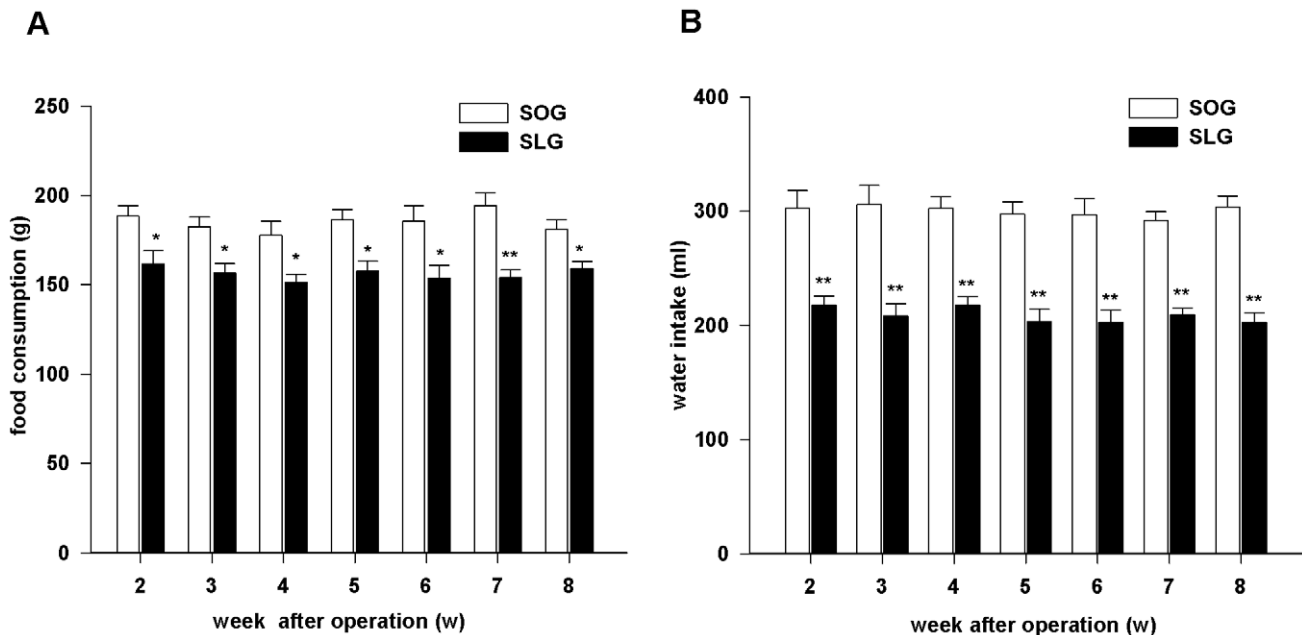 A
food consumption (g)
250
200
150
100
50
0
SOG
SLG
*
*
*
*
*
**
*
2 3 4 5 6 7 8
week after operation (w)
B
water intake (ml)
400
300
200
100
0
SOG
SLG
**
**
**
**
**
**
**
2 3 4 5 6 7 8
week after operation (w)